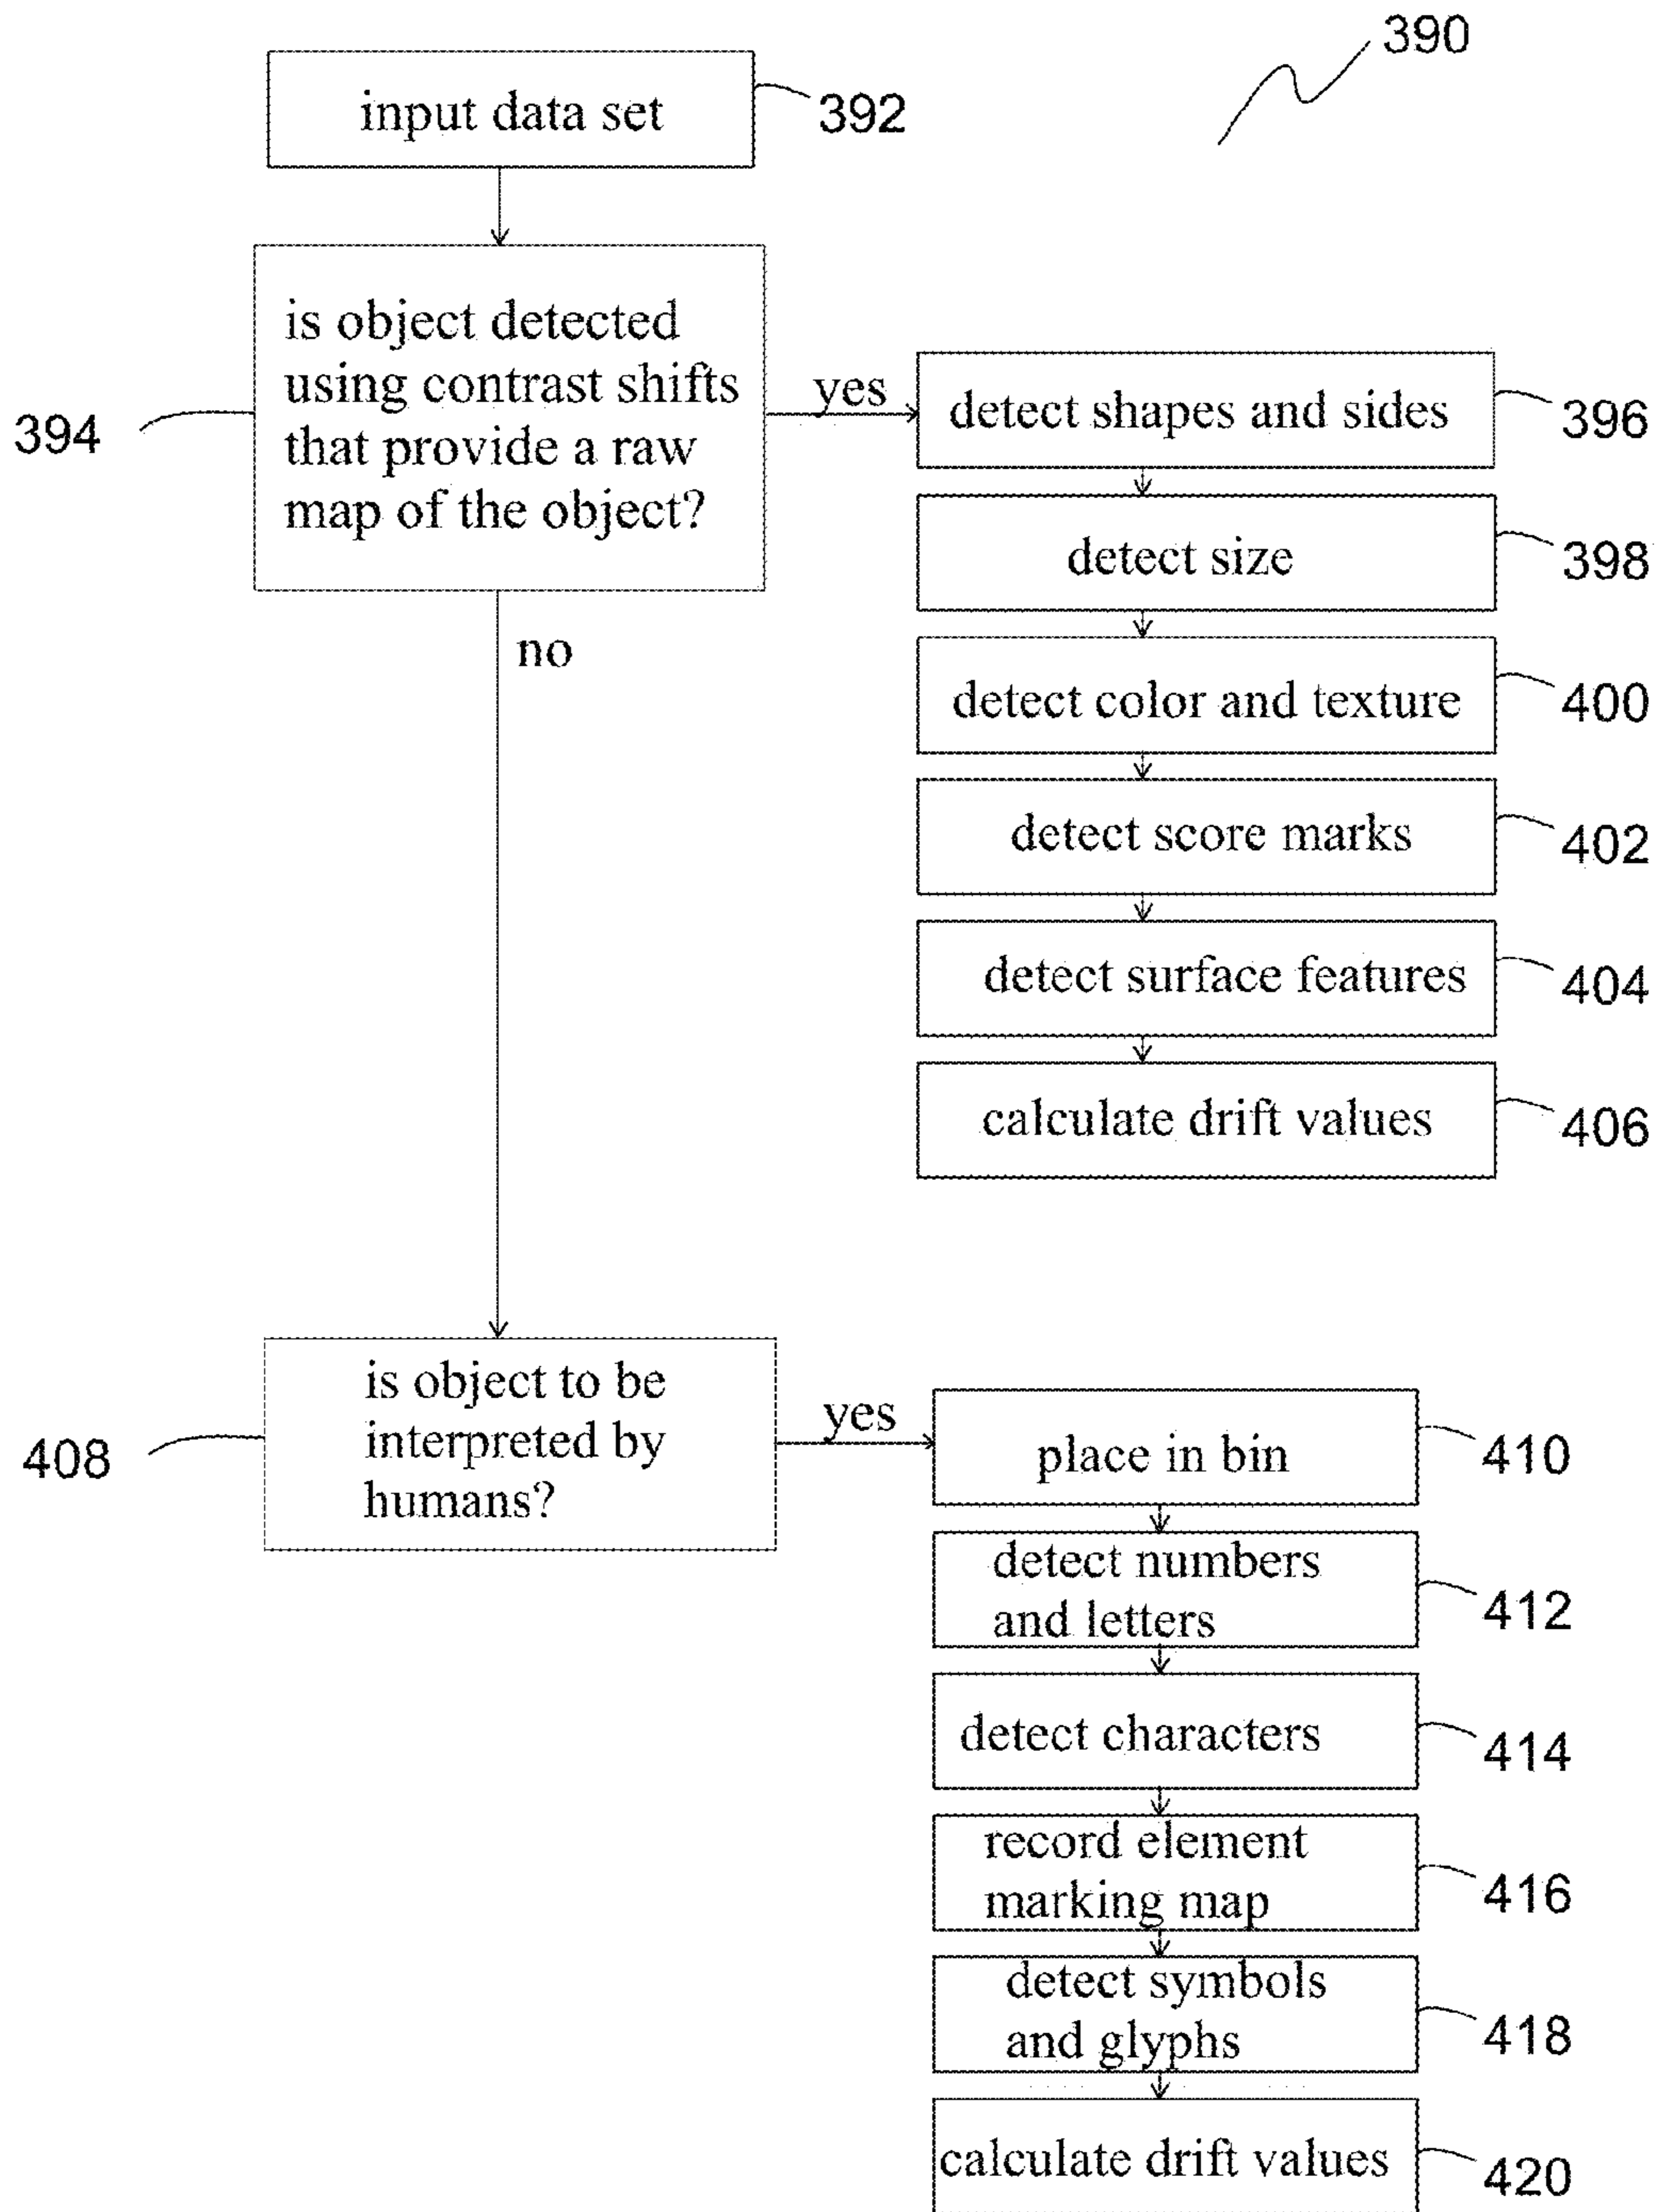 390
input data set
392
is object detected
using contrast shifts
that provide a raw
map of the object?
394
yes
detect shapes and sides
396
detect size
398
no
detect color and texture
400
detect score marks
402
detect surface features
404
calculate drift values
406
is object to be
interpreted by
humans?
408
yes
place in bin
410
detect numbers
and letters
412
detect characters
414
record element
marking map
416
detect symbols
and glyphs
418
calculate drift values
420